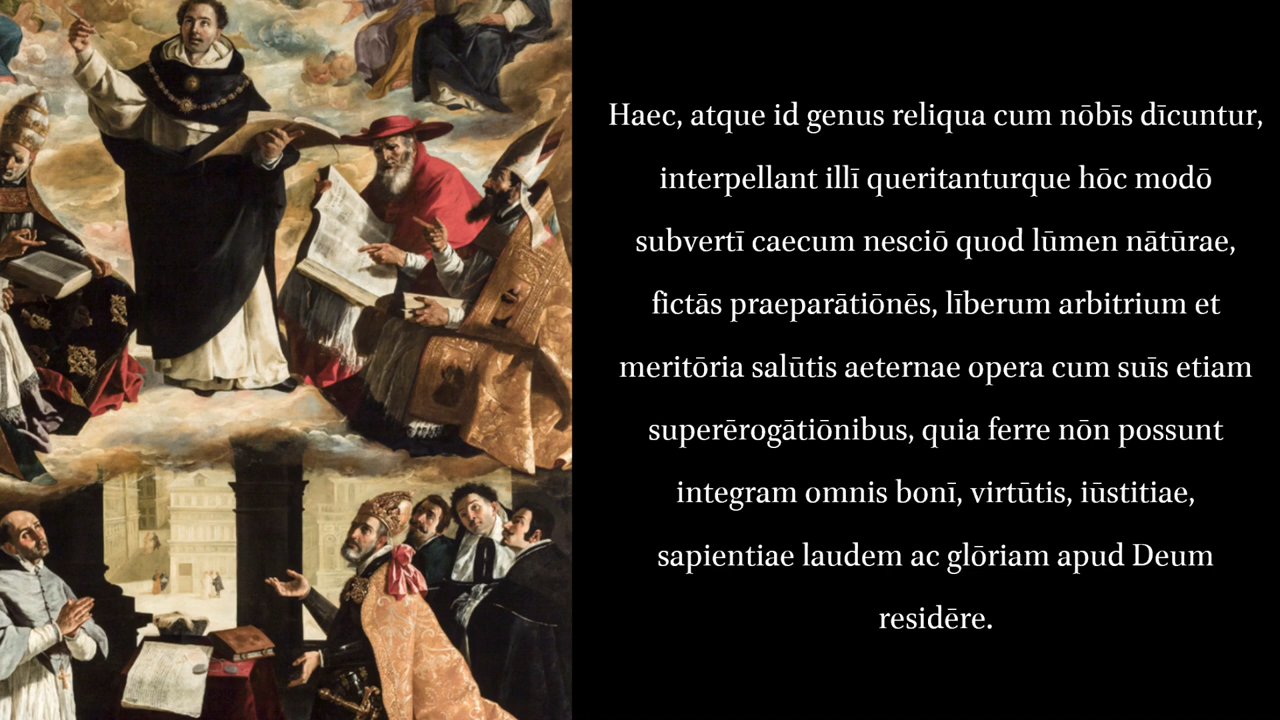 Haec, atque id genus reliqua cum nōbīs dīcuntur,
interpellant illī queritanturque hōc modō
subvertī caecum nesciō quod lūmen nātūrae,
fictās praeparātiōnēs, līberum arbitrium et
meritōria salūtis aeternae opera cum suīs etiam
superērogātiōnibus, quia ferre nōn possunt
integram omnis bonī, virtūtis, iūstitiae,
sapientiae laudem ac glōriam apud Deum
residēre.